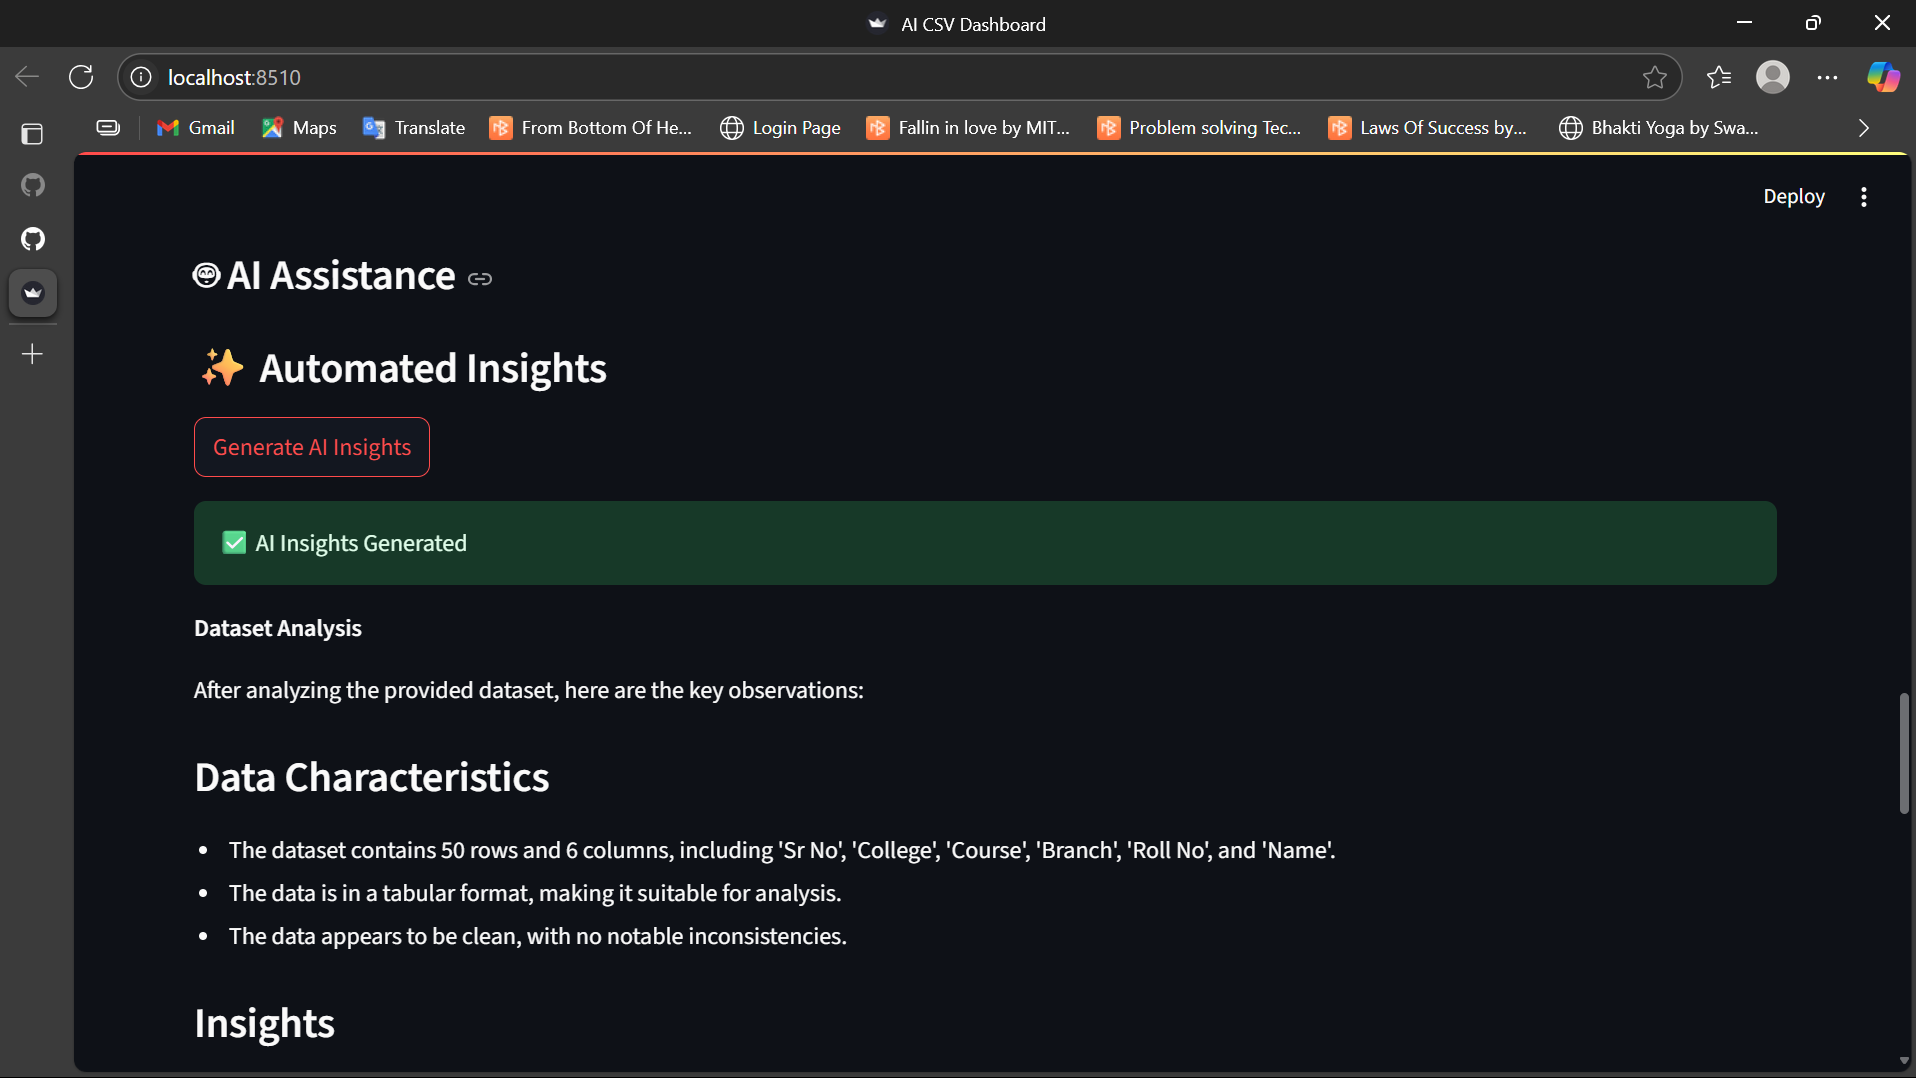 AI CSV Dashboard
localhost:8510
Gmail
Maps
Translate
From Bottom Of He...
Login Page
Fallin in love by MIT...
Problem solving Tec...
Laws Of Success by...
Bhakti Yoga by Swa...
Deploy
AI Assistance
✨ Automated Insights
Generate AI Insights
✅ AI Insights Generated
Dataset Analysis
After analyzing the provided dataset, here are the key observations:
Data Characteristics
• The dataset contains 50 rows and 6 columns, including 'Sr No', 'College', 'Course', 'Branch', 'Roll No', and 'Name'.
• The data is in a tabular format, making it suitable for analysis.
• The data appears to be clean, with no notable inconsistencies.
Insights